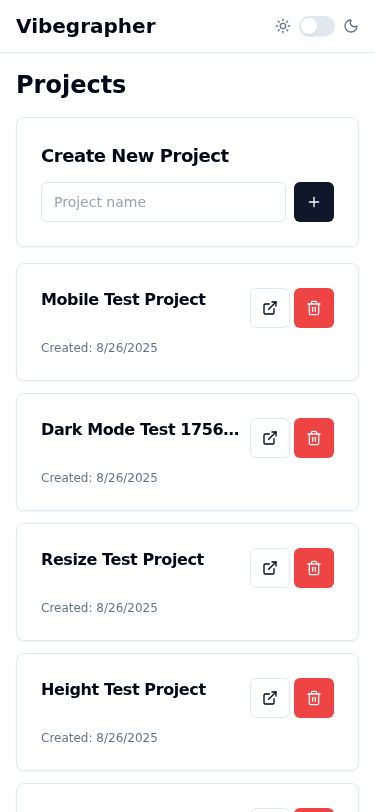 Vibegrapher
Projects
Create New Project
Project name
Mobile Test Project
Created: 8/26/2025
Dark Mode Test 1756...
Created: 8/26/2025
Resize Test Project
Created: 8/26/2025
Height Test Project
Created: 8/26/2025